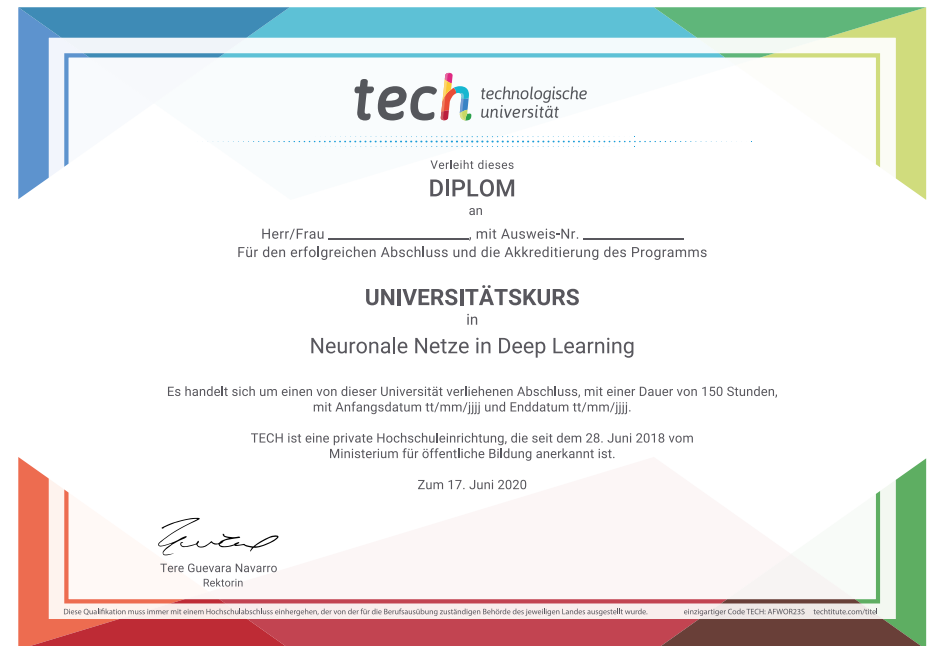 tech technologische
universität
Verleiht dieses
DIPLOM
an
Herr/Frau ____________________, mit Ausweis-Nr. ______________
Für den erfolgreichen Abschluss und die Akkreditierung des Programms
UNIVERSITÄTSKURS
in
Neuronale Netze in Deep Learning
Es handelt sich um einen von dieser Universität verliehenen Abschluss, mit einer Dauer von 150 Stunden,
mit Anfangsdatum tt/mm/jjjj und Enddatum tt/mm/jjjj.
TECH ist eine private Hochschuleinrichtung, die seit dem 28. Juni 2018 vom
Ministerium für öffentliche Bildung anerkannt ist.
Zum 17. Juni 2020
Tere Guevara Navarro
Rektorin
Diese Qualifikation muss immer mit einem Hochschulabschluss einhergehen, der von der für die Berufsausübung zuständigen Behörde des jeweiligen Landes ausgestellt wurde. einzigartiger Code TECH: AFWOR23S techtitute.com/titel